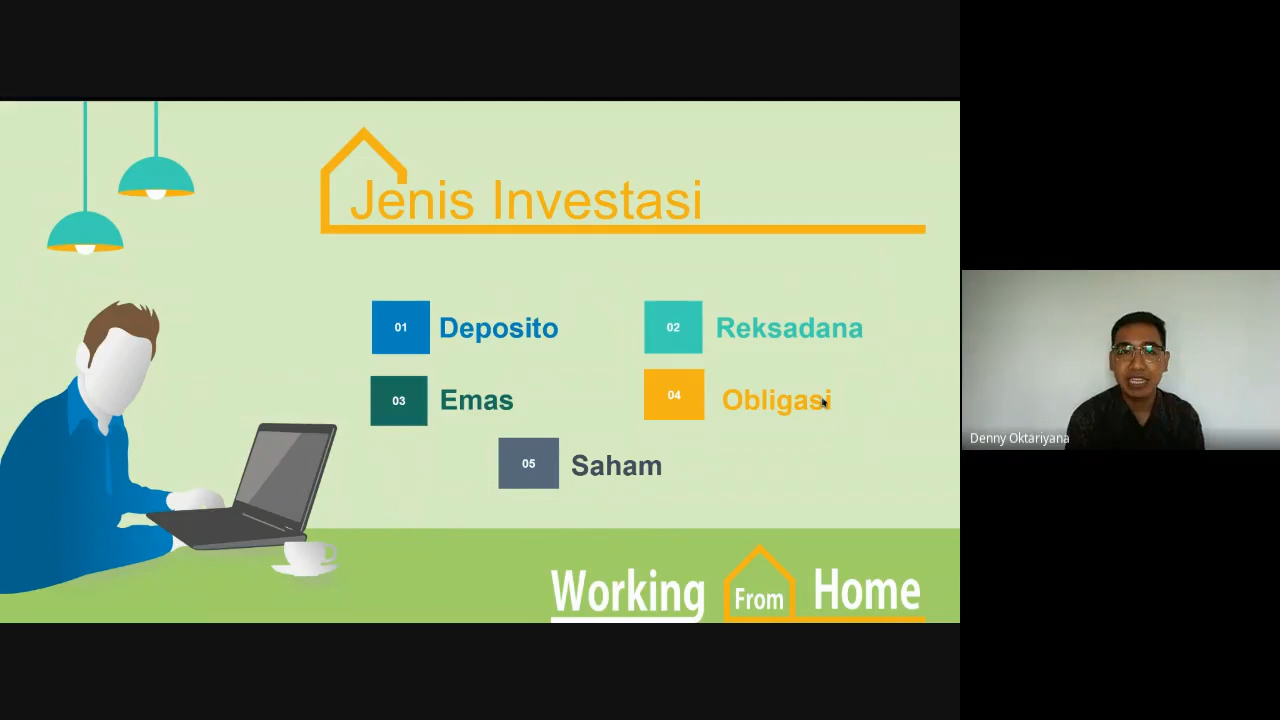 Jenis Investasi
01 Deposito
02 Reksadana
03 Emas
04 Obligasi
05 Saham
Working From Home
Denny Oktariyana